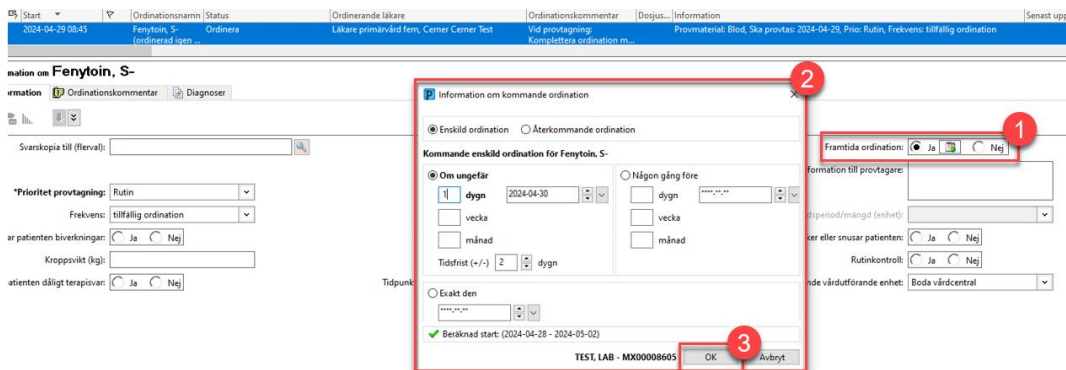 Start Ordinationsnamn Status Ordinerande läkare Ordinationskommentar Dosjus... Information Senast upp
2024-04-29 08:45 Fenytoin, S- Ordinera Läkare primärvård fem, Cerner Cerner Test Vid provtagning: Provmaterial: Blod, Ska provtas: 2024-04-29, Prio: Rutin, Frekvens: tillfällig ordination
(ordinerad igen ... Komplettera ordination m...
mation om Fenytoin, S-
rmation Ordinationskommentar Diagnoser
Svarskopia till (flerval):
*Prioritet provtagning: Rutin
Frekvens: tillfällig ordination
ar patienten biverkningar: Ja Nej
Kroppsvikt (kg):
atienten dåligt terapisvar: Ja Nej
Tidpunk
2
Information om kommande ordination
Enskild ordination Återkommande ordination
Kommande enskild ordination för Fenytoin, S-
Om ungefär Någon gång före
1 dygn 2024-04-30 dygn ****-**-**
vecka vecka
månad månad
Tidsfrist (+/-) 2 dygn
Exakt den
****-**-**
Beräknad start: (2024-04-28 - 2024-05-02)
TEST, LAB - MX00008605 OK Avbryt
3
1
Framtida ordination: Ja Nej
formation till provtagare:
dsperiod/mängd (enhet):
ker eller snusar patienten: Ja Nej
Rutinkontroll: Ja Nej
nde vårdutförande enhet: Boda vårdcentral